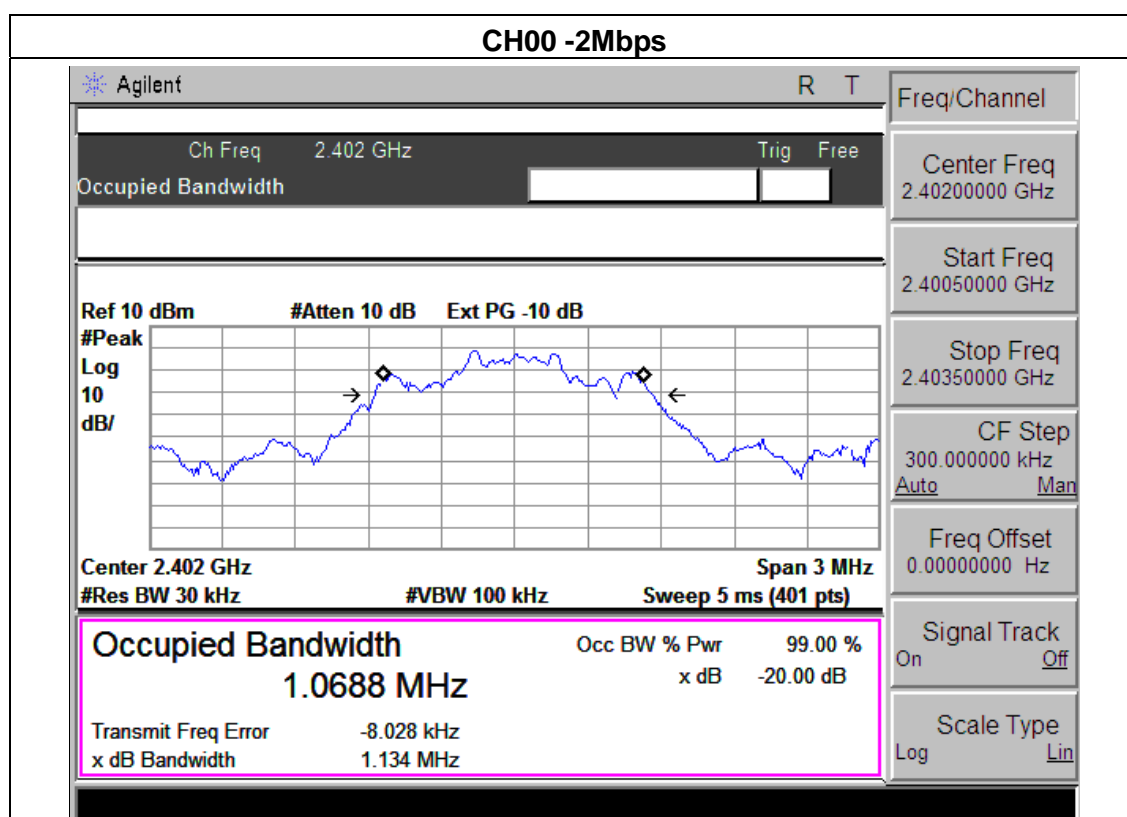 CH00 -2Mbps
Agilent R T
Ch Freq 2.402 GHz Trig Free
Occupied Bandwidth
Ref 10 dBm #Atten 10 dB Ext PG -10 dB
#Peak
Log
10
dB/
Center 2.402 GHz Span 3 MHz
#Res BW 30 kHz #VBW 100 kHz Sweep 5 ms (401 pts)
Occupied Bandwidth Occ BW % Pwr 99.00 %
1.0688 MHz x dB -20.00 dB
Transmit Freq Error -8.028 kHz
x dB Bandwidth 1.134 MHz
Freq/Channel
Center Freq
2.40200000 GHz
Start Freq
2.40050000 GHz
Stop Freq
2.40350000 GHz
CF Step
300.000000 kHz
Auto Man
Freq Offset
0.00000000 Hz
Signal Track
On Off
Scale Type
Log Lin